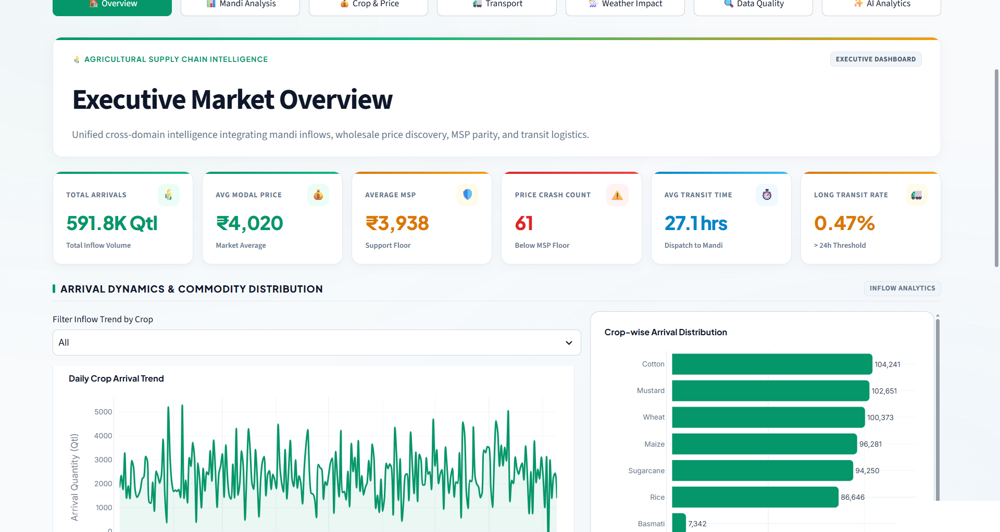 Overview
Mandi Analysis
Crop & Price
Transport
Weather Impact
Data Quality
AI Analytics
AGRICULTURAL SUPPLY CHAIN INTELLIGENCE
EXECUTIVE DASHBOARD
Executive Market Overview
Unified cross-domain intelligence integrating mandi inflows, wholesale price discovery, MSP parity, and transit logistics.
TOTAL ARRIVALS
591.8K Qtl
Total Inflow Volume
AVG MODAL PRICE
₹4,020
Market Average
AVERAGE MSP
₹3,938
Support Floor
PRICE CRASH COUNT
61
Below MSP Floor
AVG TRANSIT TIME
27.1 hrs
Dispatch to Mandi
LONG TRANSIT RATE
0.47%
> 24h Threshold
ARRIVAL DYNAMICS & COMMODITY DISTRIBUTION
INFLOW ANALYTICS
Filter Inflow Trend by Crop
All
Daily Crop Arrival Trend
Arrival Quantity (Qtl)
5000
4000
3000
2000
1000
0
Crop-wise Arrival Distribution
Cotton 104,241
Mustard 102,651
Wheat 100,373
Maize 96,281
Sugarcane 94,250
Rice 86,646
Basmati 7,342